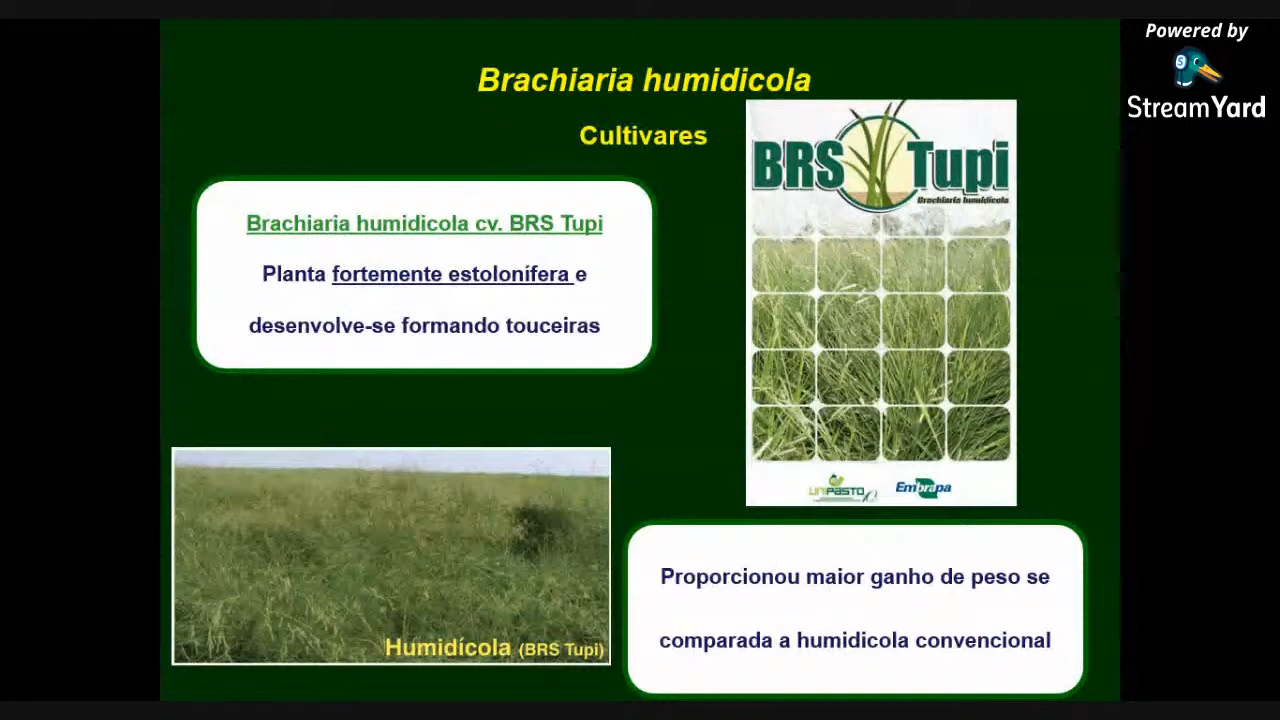 Powered by
StreamYard
Brachiaria humidicola
Cultivares
BRS Tupi
Brachiaria humidicola
Brachiaria humidicola cv. BRS Tupi
Planta fortemente estolonífera e
desenvolve-se formando touceiras
UNIPASTO
Embrapa
Humidícola (BRS Tupi)
Proporcionou maior ganho de peso se
comparada a humidicola convencional